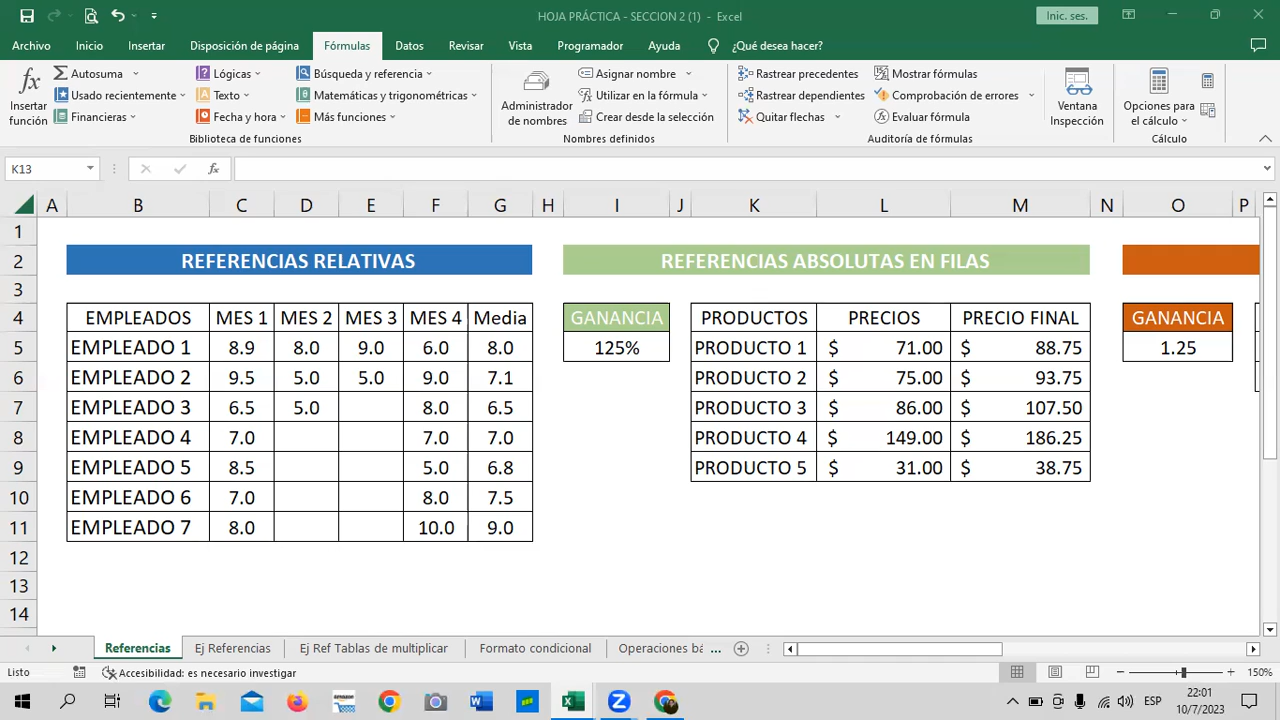 HOJA PRÁCTICA - SECCION 2 (1) - Excel
Inic. ses.
Archivo Inicio Insertar Disposición de página Fórmulas Datos Revisar Vista Programador Ayuda ¿Qué desea hacer?
Insertar función
Autosuma
Usado recientemente
Financieras
Lógicas
Texto
Fecha y hora
Búsqueda y referencia
Matemáticas y trigonométricas
Más funciones
Biblioteca de funciones
Administrador de nombres
Asignar nombre
Utilizar en la fórmula
Crear desde la selección
Nombres definidos
Rastrear precedentes
Rastrear dependientes
Quitar flechas
Mostrar fórmulas
Comprobación de errores
Evaluar fórmula
Auditoría de fórmulas
Ventana Inspección
Opciones para el cálculo
Cálculo
K13 fx
A B C D E F G H I J K L M N O P
1
2 REFERENCIAS RELATIVAS REFERENCIAS ABSOLUTAS EN FILAS
3
4 EMPLEADOS MES 1 MES 2 MES 3 MES 4 Media GANANCIA PRODUCTOS PRECIOS PRECIO FINAL GANANCIA
5 EMPLEADO 1 8.9 8.0 9.0 6.0 8.0 125% PRODUCTO 1 $ 71.00 $ 88.75 1.25
6 EMPLEADO 2 9.5 5.0 5.0 9.0 7.1 PRODUCTO 2 $ 75.00 $ 93.75
7 EMPLEADO 3 6.5 5.0 8.0 6.5 PRODUCTO 3 $ 86.00 $ 107.50
8 EMPLEADO 4 7.0 7.0 7.0 PRODUCTO 4 $ 149.00 $ 186.25
9 EMPLEADO 5 8.5 5.0 6.8 PRODUCTO 5 $ 31.00 $ 38.75
10 EMPLEADO 6 7.0 8.0 7.5
11 EMPLEADO 7 8.0 10.0 9.0
12
13
14
Referencias Ej Referencias Ej Ref Tablas de multiplicar Formato condicional Operaciones bá ...
Listo Accesibilidad: es necesario investigar 150%
ESP
22:01
10/7/2023